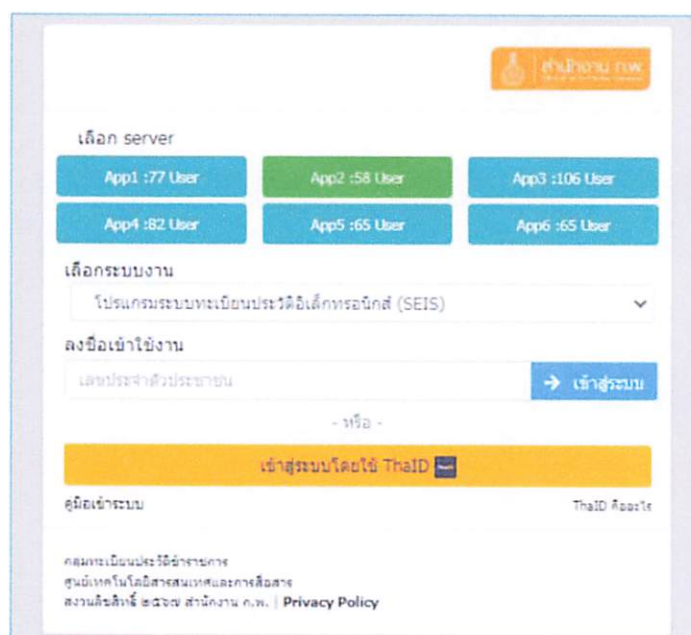 สำนักงาน ก.พ.
เลือก server
App1 :77 User
App2 :58 User
App3 :106 User
App4 :82 User
App5 :65 User
App6 :65 User
เลือกระบบงาน
โปรแกรมระบบทะเบียนประวัติอิเล็กทรอนิกส์ (SEIS)
ลงชื่อเข้าใช้งาน
เลขประจำตัวประชาชน
→ เข้าสู่ระบบ
- หรือ -
เข้าสู่ระบบโดยใช้ ThaID
คู่มือเข้าระบบ
ThaID คืออะไร
กลุ่มทะเบียนประวัติข้าราชการ
ศูนย์เทคโนโลยีสารสนเทศและการสื่อสาร
สงวนลิขสิทธิ์ ๒๕๖๗ สำนักงาน ก.พ. | Privacy Policy